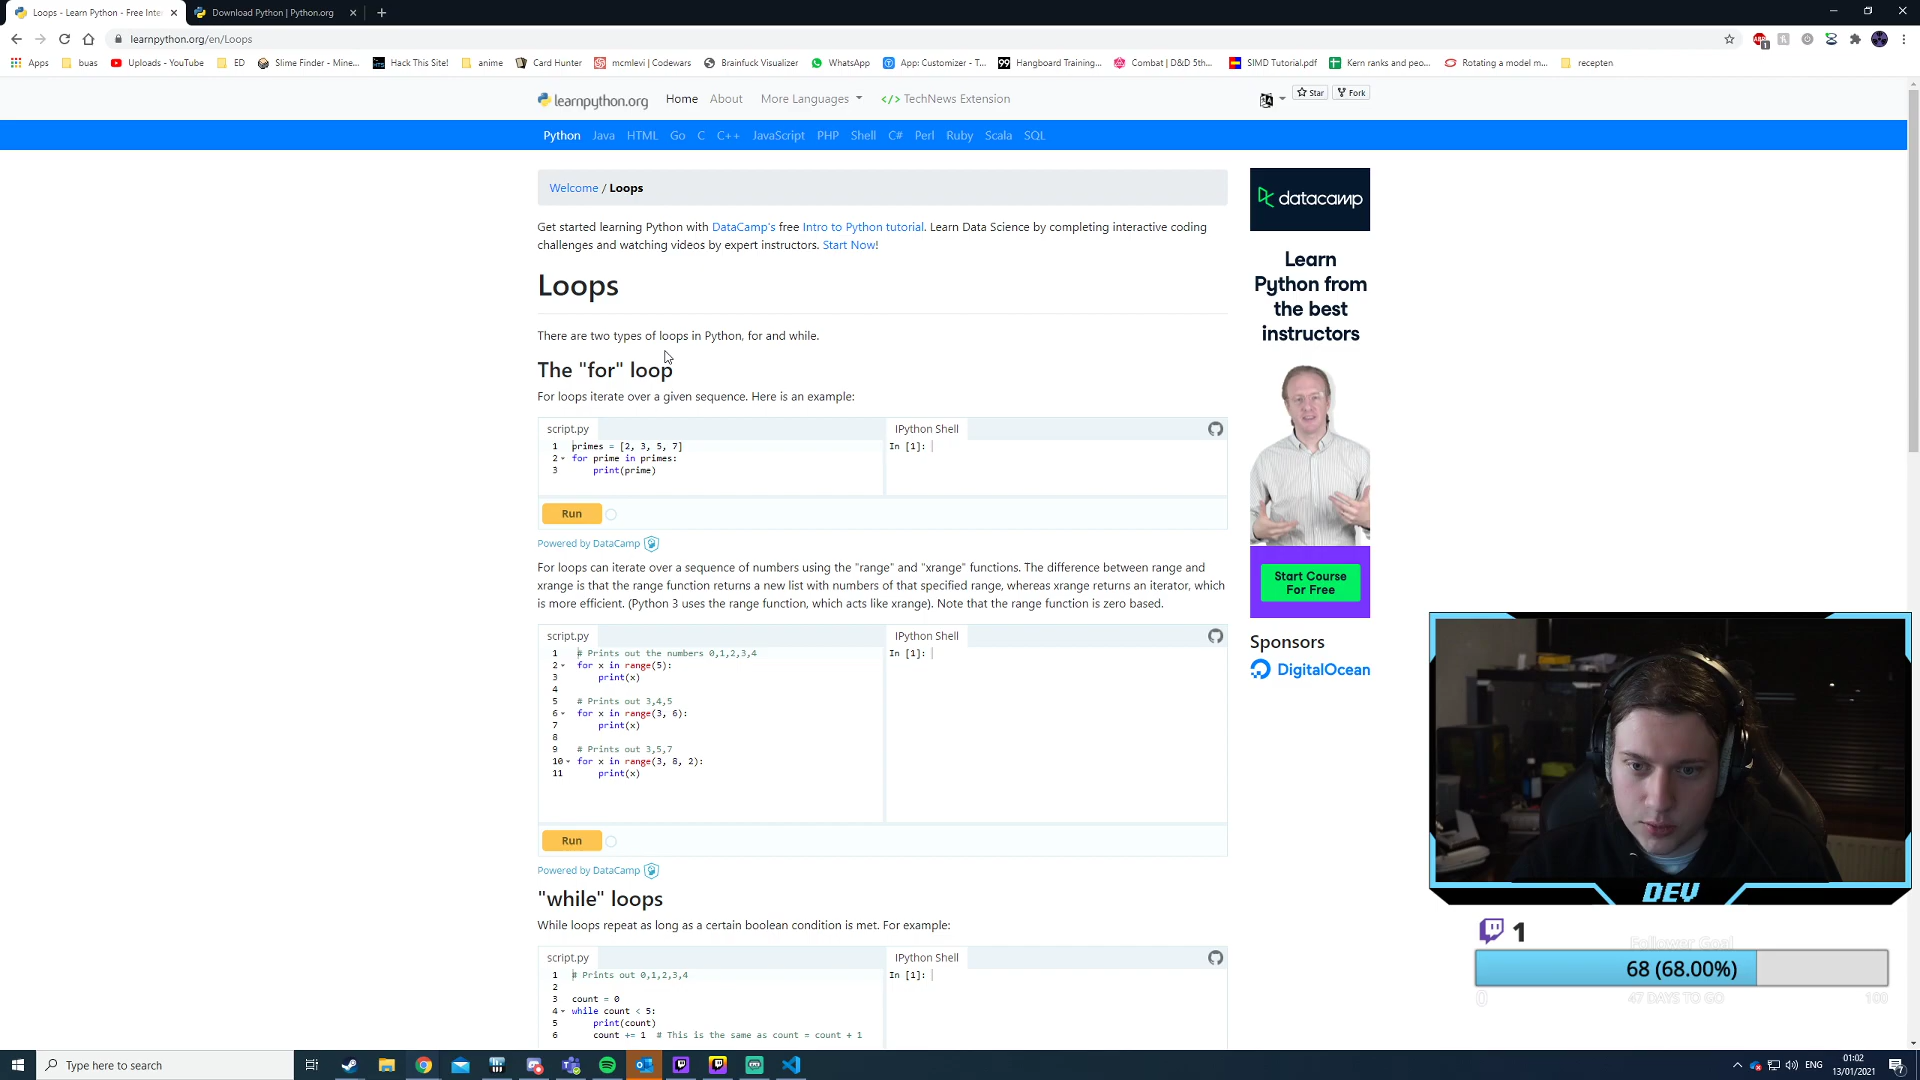 Loops - Learn Python - Free Inte
Download Python | Python.org
learnpython.org/en/Loops
Apps
buas
Uploads - YouTube
ED
Slime Finder - Mine...
Hack This Site!
anime
Card Hunter
mcmlevi | Codewars
Brainfuck Visualizer
WhatsApp
App: Customizer - T...
Hangboard Training...
Combat | D&D 5th...
SIMD Tutorial.pdf
Kern ranks and peo...
Rotating a model m...
recepten
learnpython.org
Home
About
More Languages
</> TechNews Extension
Star
Fork
Python
Java
HTML
Go
C
C++
JavaScript
PHP
Shell
C#
Perl
Ruby
Scala
SQL
Welcome / Loops
Get started learning Python with DataCamp's free Intro to Python tutorial. Learn Data Science by completing interactive coding
challenges and watching videos by expert instructors. Start Now!
Loops
There are two types of loops in Python, for and while.
The "for" loop
For loops iterate over a given sequence. Here is an example:
script.py
IPython Shell
1 primes = [2, 3, 5, 7]
2 for prime in primes:
3 print(prime)
In [1]:
Run
Powered by DataCamp
For loops can iterate over a sequence of numbers using the "range" and "xrange" functions. The difference between range and
xrange is that the range function returns a new list with numbers of that specified range, whereas xrange returns an iterator, which
is more efficient. (Python 3 uses the range function, which acts like xrange). Note that the range function is zero based.
script.py
IPython Shell
1 # Prints out the numbers 0,1,2,3,4
2 for x in range(5):
3 print(x)
4
5 # Prints out 3,4,5
6 for x in range(3, 6):
7 print(x)
8
9 # Prints out 3,5,7
10 for x in range(3, 8, 2):
11 print(x)
In [1]:
Run
Powered by DataCamp
"while" loops
While loops repeat as long as a certain boolean condition is met. For example:
script.py
IPython Shell
1 # Prints out 0,1,2,3,4
2
3 count = 0
4 while count < 5:
5 print(count)
6 count += 1 # This is the same as count = count + 1
In [1]:
datacamp
Learn
Python from
the best
instructors
Start Course
For Free
Sponsors
DigitalOcean
DEV
1
Follower Goal
68 (68.00%)
0
47 DAYS TO GO
100
Type here to search
ENG
01:02
13/01/2021